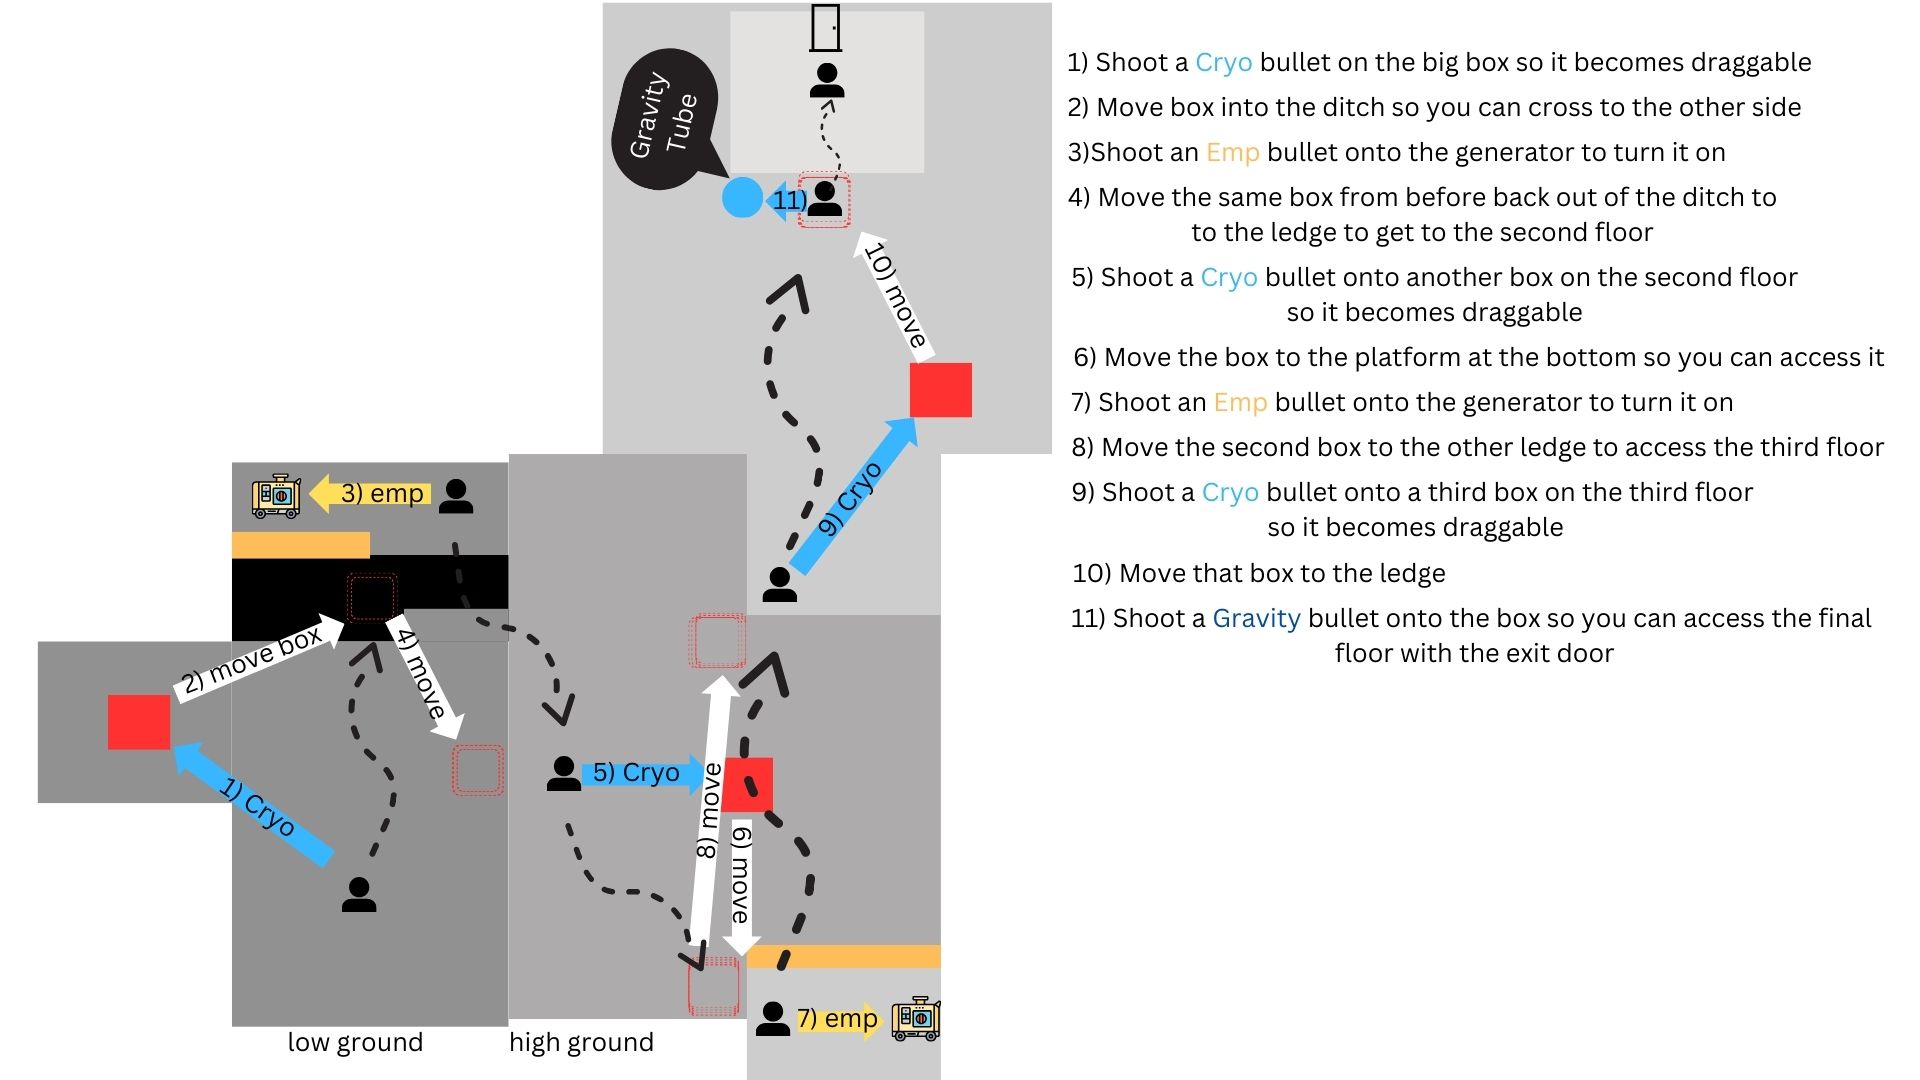 Gravity
Tube
11)
10) move
9) Cryo
3) emp
2) move box
4) move
1) Cryo
5) Cryo
8) move
6) move
7) emp
low ground
high ground
1) Shoot a Cryo bullet on the big box so it becomes draggable
2) Move box into the ditch so you can cross to the other side
3)Shoot an Emp bullet onto the generator to turn it on
4) Move the same box from before back out of the ditch to
to the ledge to get to the second floor
5) Shoot a Cryo bullet onto another box on the second floor
so it becomes draggable
6) Move the box to the platform at the bottom so you can access it
7) Shoot an Emp bullet onto the generator to turn it on
8) Move the second box to the other ledge to access the third floor
9) Shoot a Cryo bullet onto a third box on the third floor
so it becomes draggable
10) Move that box to the ledge
11) Shoot a Gravity bullet onto the box so you can access the final
floor with the exit door